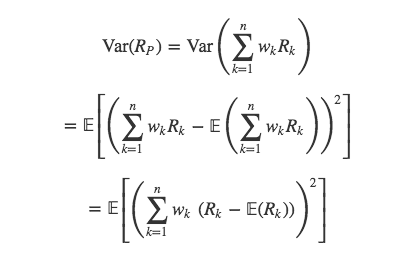 Var(R_P) = Var(∑_{k=1}^{n} w_k R_k)
= 𝔼[(∑_{k=1}^{n} w_k R_k − 𝔼(∑_{k=1}^{n} w_k R_k))^2]
= 𝔼[(∑_{k=1}^{n} w_k (R_k − 𝔼(R_k)))^2]